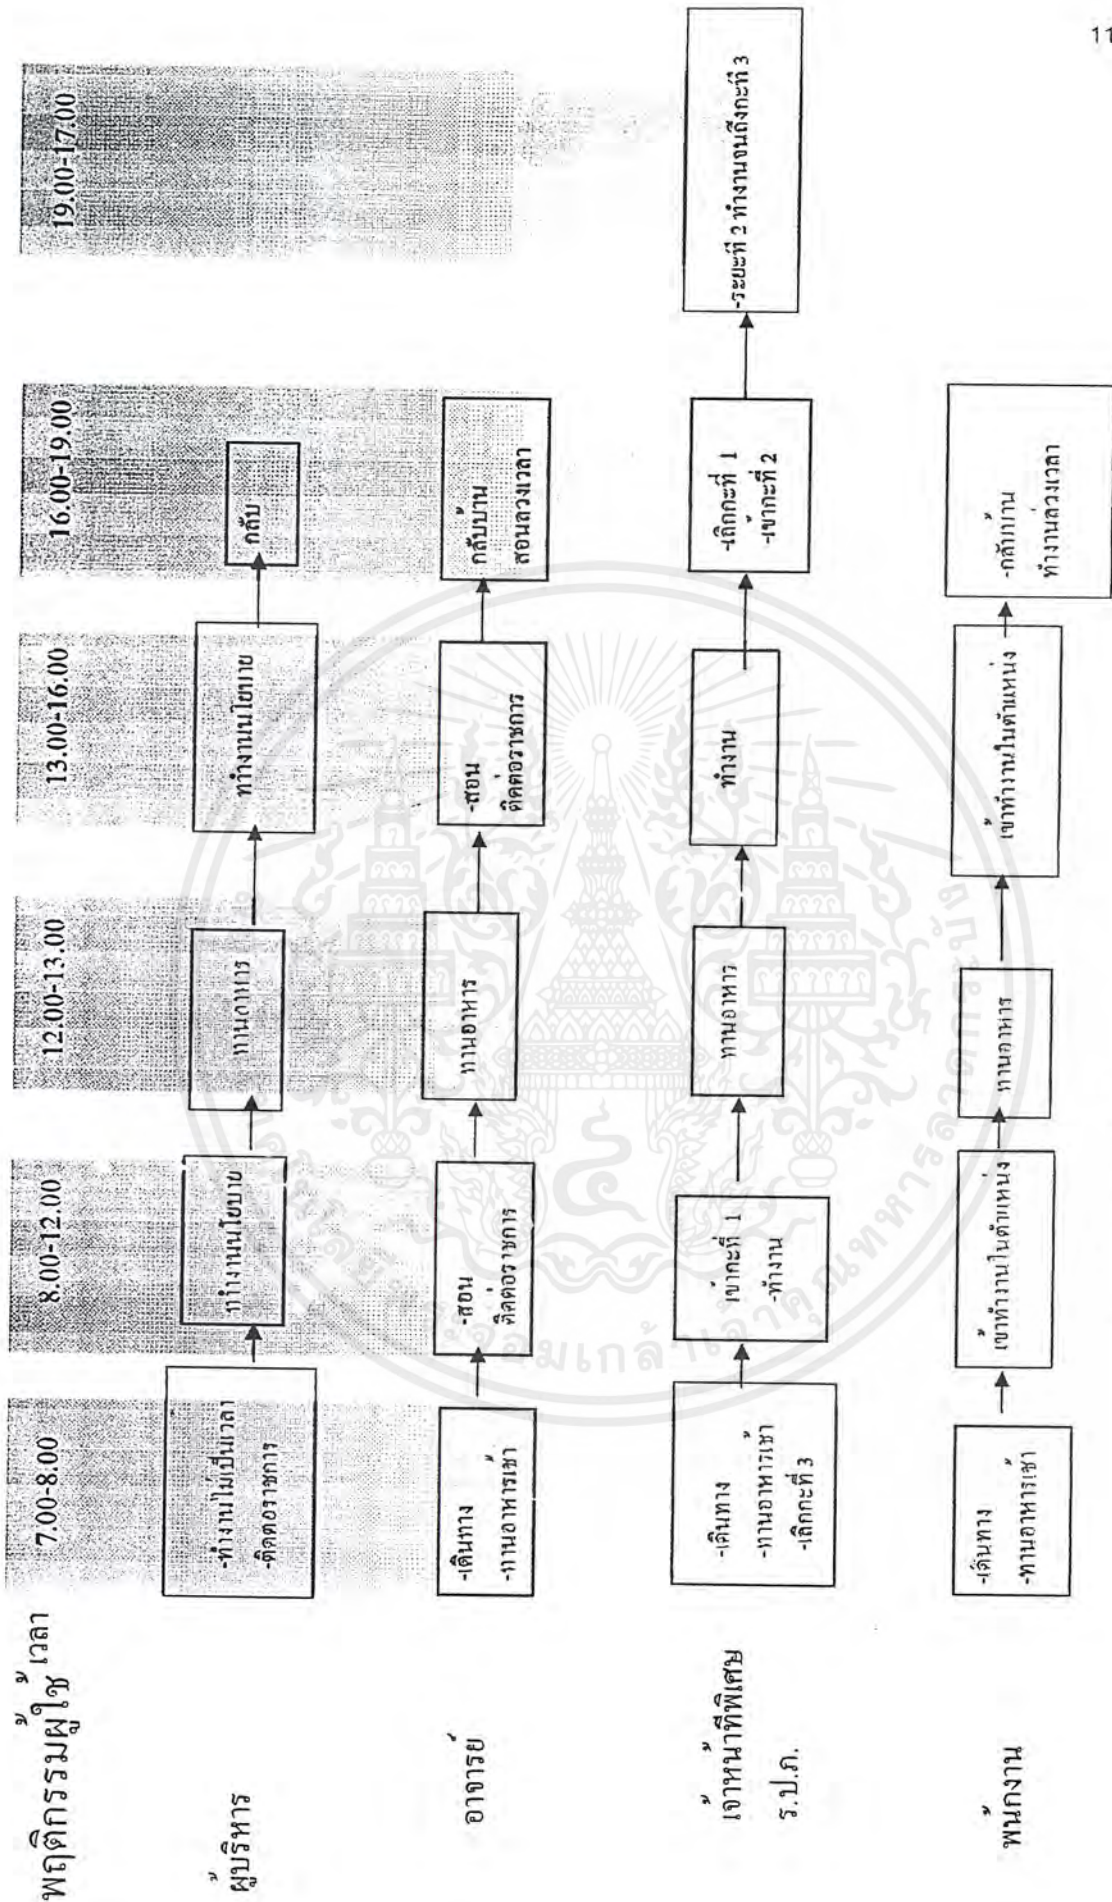 11
พฤติกรรมผู้ใช้ เวลา
7.00-8.00
8.00-12.00
12.00-13.00
13.00-16.00
16.00-19.00
19.00-17.00
ผู้บริหาร
-ทำงานไม่เป็นเวลา
-ติดต่อราชการ
ทำงานนโยบาย
ทานอาหาร
ทำงานนโยบาย
กลับ
อาจารย์
-เดินทาง
-ทานอาหารเช้า
-สอน
ติดต่อราชการ
ทานอาหาร
-สอน
ติดต่อราชการ
กลับบ้าน
สอนล่วงเวลา
เจ้าหน้าที่พิเศษ
ร.ป.ภ.
-เดินทาง
-ทานอาหารเช้า
-เลิกกะที่ 3
เข้ากะที่ 1
-ทำงาน
ทานอาหาร
ทำงาน
-เลิกกะที่ 1
-เข้ากะที่ 2
-ระยะที่ 2 ทำงานจนถึงกะที่ 3
พนักงาน
-เดินทาง
-ทานอาหารเช้า
เข้าทำงานในตำแหน่ง
ทานอาหาร
เข้าทำงานในตำแหน่ง
-กลับบ้าน
ทำงานล่วงเวลา